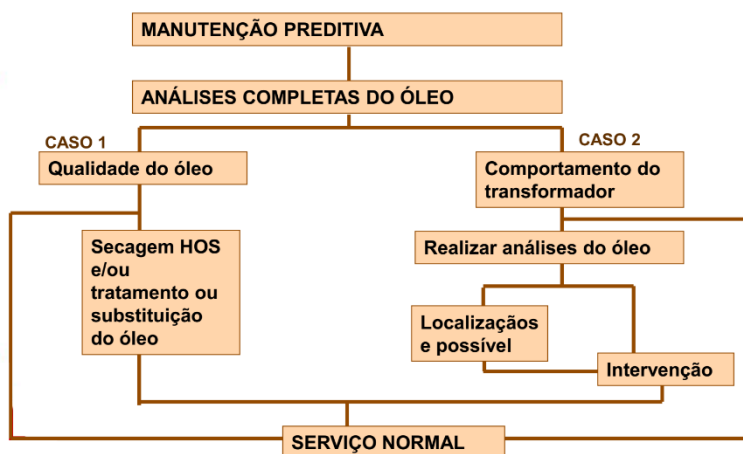 MANUTENÇÃO PREDITIVA
ANÁLISES COMPLETAS DO ÓLEO
CASO 1
Qualidade do óleo
CASO 2
Comportamento do
transformador
Secagem HOS
e/ou
tratamento ou
substituição
do óleo
Realizar análises do óleo
Localizaçãos
e possível
Intervenção
SERVIÇO NORMAL